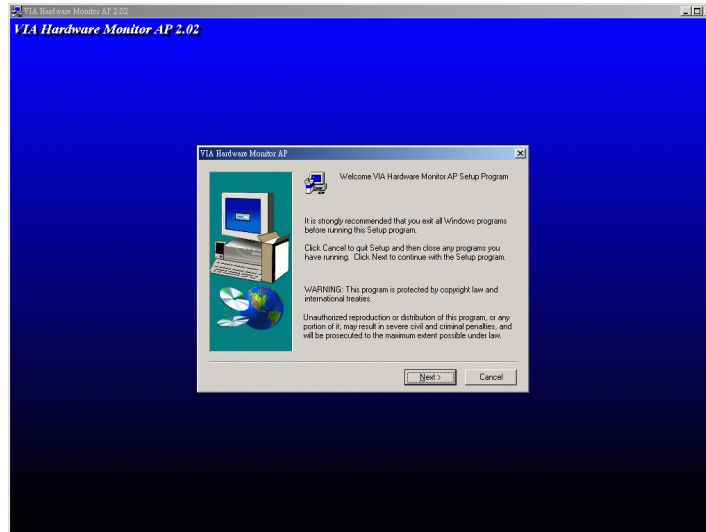 VIA Hardware Monitor AP 2.02
VIA Hardware Monitor AP 2.02
VIA Hardware Monitor AP
Welcome VIA Hardware Monitor AP Setup Program
It is strongly recommended that you exit all Windows programs
before running this Setup program.
Click Cancel to quit Setup and then close any programs you
have running. Click Next to continue with the Setup program.
WARNING: This program is protected by copyright law and
international treaties.
Unauthorized reproduction or distribution of this program, or any
portion of it, may result in severe civil and criminal penalties, and
will be prosecuted to the maximum extent possible under law.
Next >
Cancel